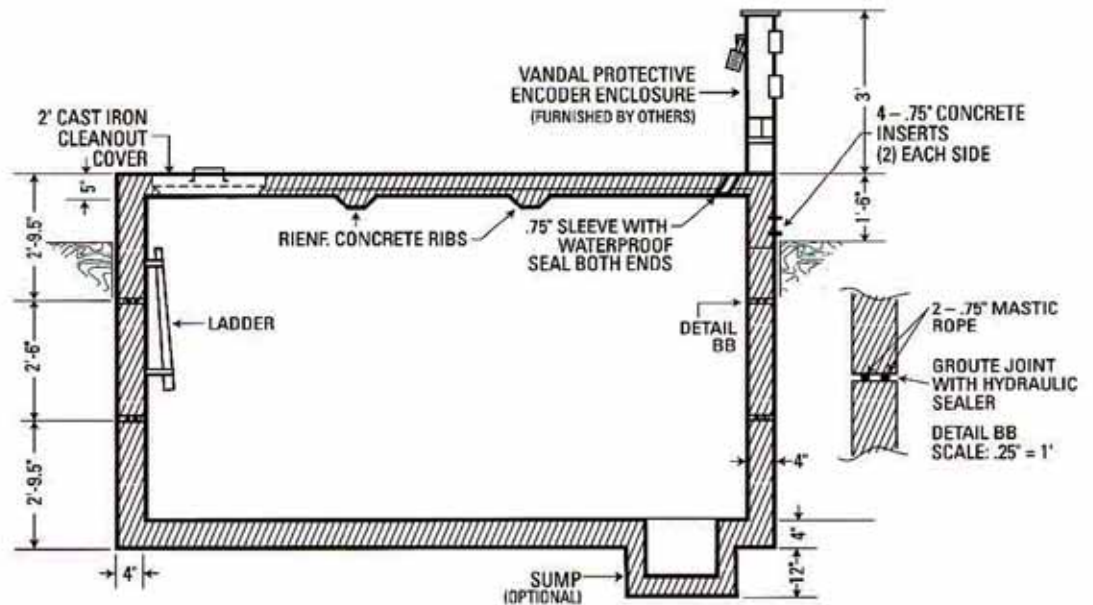 VANDAL PROTECTIVE
ENCODER ENCLOSURE
(FURNISHED BY OTHERS)
3'
2' CAST IRON
CLEANOUT
COVER
4 – .75" CONCRETE
INSERTS
(2) EACH SIDE
5"
2'-9.5"
RIENF. CONCRETE RIBS
.75" SLEEVE WITH
WATERPROOF
SEAL BOTH ENDS
1'-6"
LADDER
DETAIL
BB
2 – .75" MASTIC
ROPE
2'-6"
GROUTE JOINT
WITH HYDRAULIC
SEALER
DETAIL BB
SCALE: .25" = 1'
2'-9.5"
4"
4"
4"
12"
SUMP
(OPTIONAL)